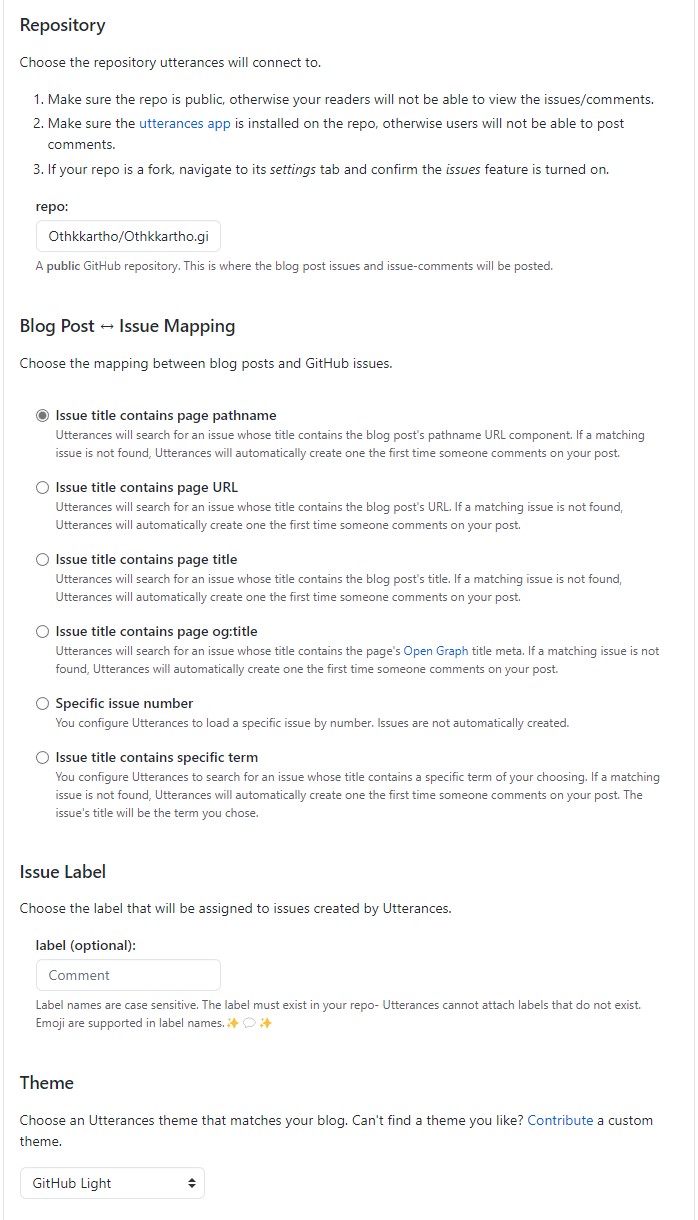 Repository
Choose the repository utterances will connect to.
1. Make sure the repo is public, otherwise your readers will not be able to view the issues/comments.
2. Make sure the utterances app is installed on the repo, otherwise users will not be able to post
comments.
3. If your repo is a fork, navigate to its settings tab and confirm the issues feature is turned on.
repo:
Othkkartho/Othkkartho.gi
A public GitHub repository. This is where the blog post issues and issue-comments will be posted.
Blog Post ↔ Issue Mapping
Choose the mapping between blog posts and GitHub issues.
Issue title contains page pathname
Utterances will search for an issue whose title contains the blog post's pathname URL component. If a matching
issue is not found, Utterances will automatically create one the first time someone comments on your post.
Issue title contains page URL
Utterances will search for an issue whose title contains the blog post's URL. If a matching issue is not found,
Utterances will automatically create one the first time someone comments on your post.
Issue title contains page title
Utterances will search for an issue whose title contains the blog post's title. If a matching issue is not found,
Utterances will automatically create one the first time someone comments on your post.
Issue title contains page og:title
Utterances will search for an issue whose title contains the page's Open Graph title meta. If a matching issue is not
found, Utterances will automatically create one the first time someone comments on your post.
Specific issue number
You configure Utterances to load a specific issue by number. Issues are not automatically created.
Issue title contains specific term
You configure Utterances to search for an issue whose title contains a specific term of your choosing. If a matching
issue is not found, Utterances will automatically create one the first time someone comments on your post. The
issue's title will be the term you chose.
Issue Label
Choose the label that will be assigned to issues created by Utterances.
label (optional):
Comment
Label names are case sensitive. The label must exist in your repo- Utterances cannot attach labels that do not exist.
Emoji are supported in label names.✨💬✨
Theme
Choose an Utterances theme that matches your blog. Can't find a theme you like? Contribute a custom
theme.
GitHub Light